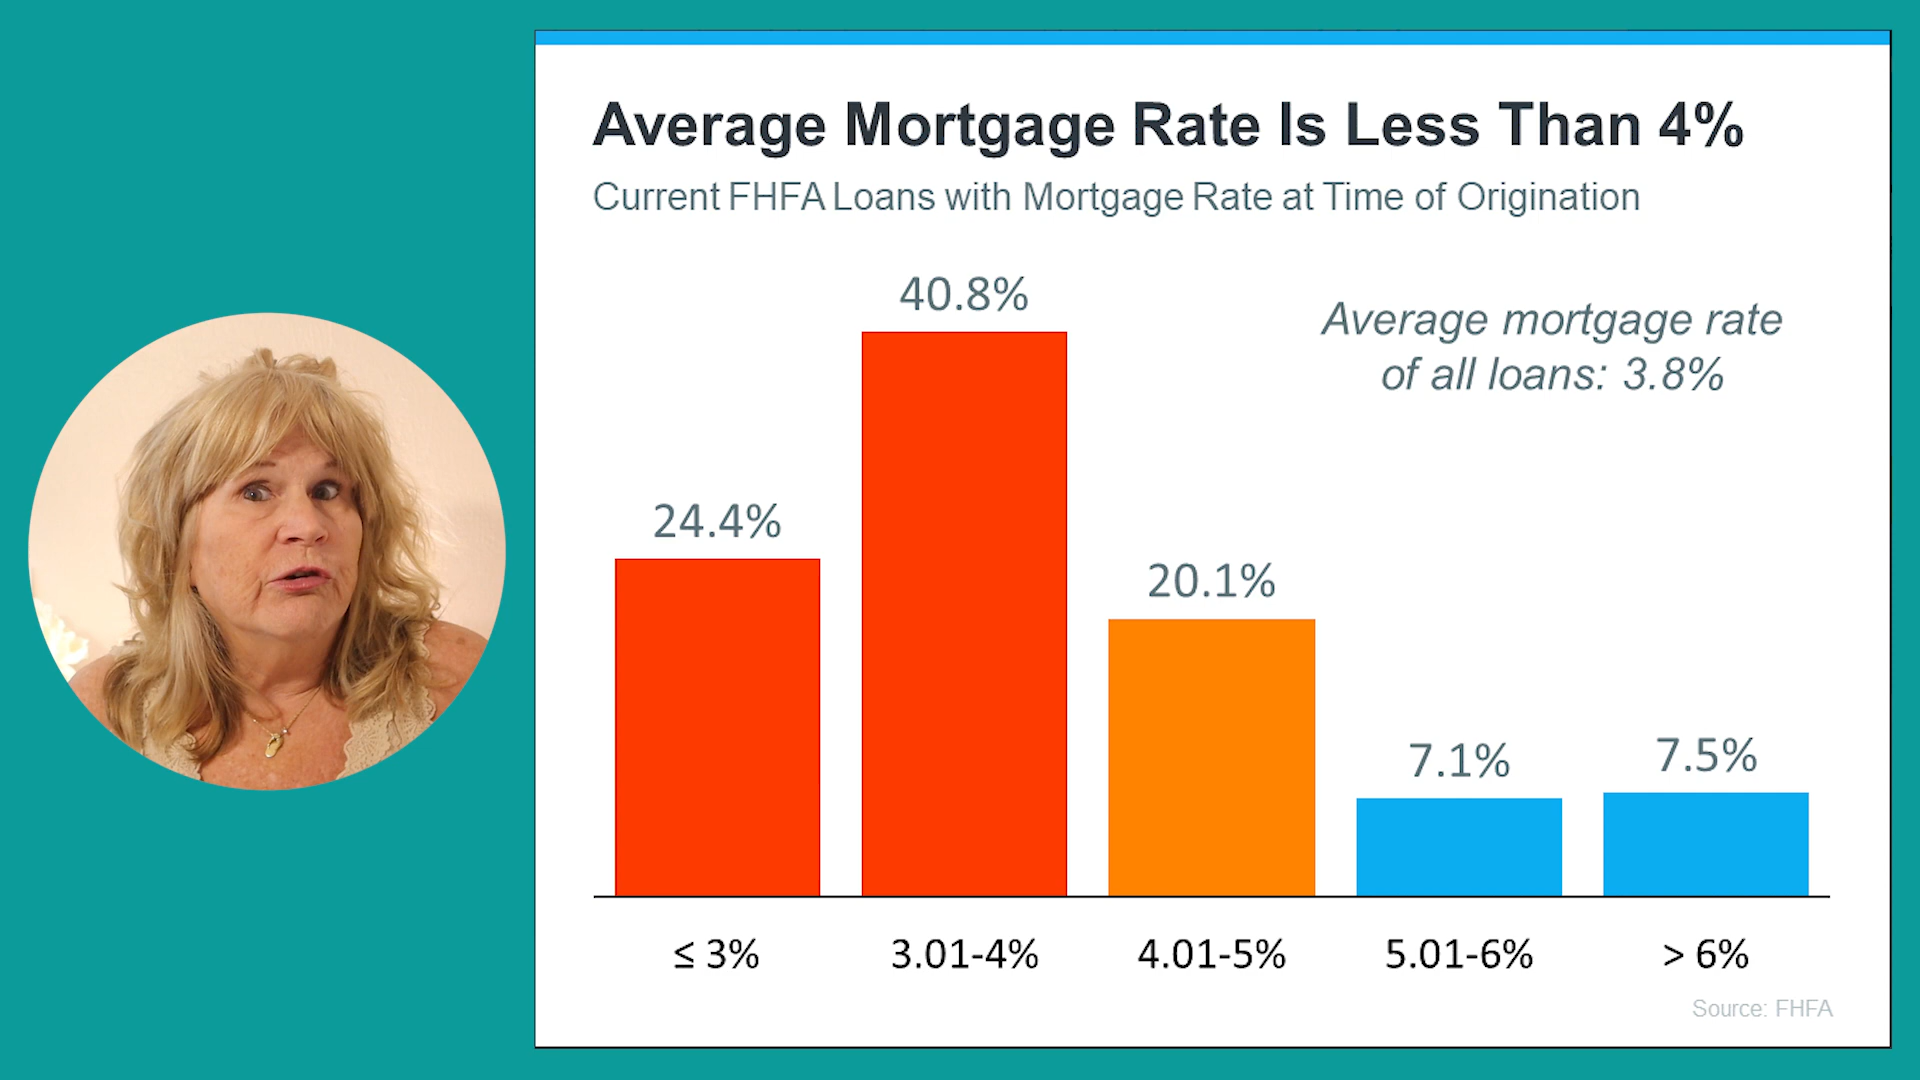 Average Mortgage Rate Is Less Than 4%
Current FHFA Loans with Mortgage Rate at Time of Origination
Average mortgage rate
of all loans: 3.8%
24.4%
40.8%
20.1%
7.1%
7.5%
≤ 3%
3.01-4%
4.01-5%
5.01-6%
> 6%
Source: FHFA